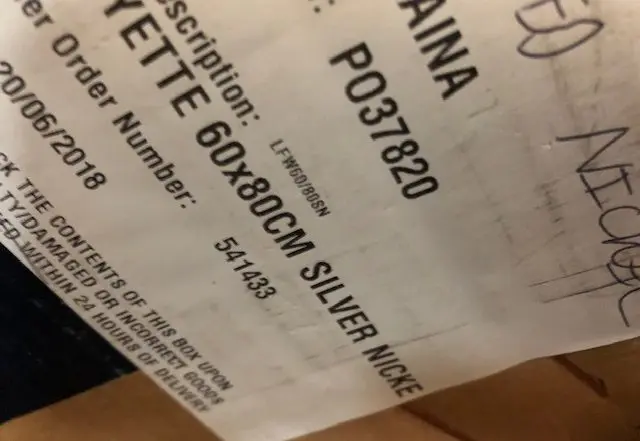 AINA
PO37820
scription: LFW60/80SN
YETTE 60x80CM SILVER NICKE
er Order Number: 541433
20/06/2018
CK THE CONTENTS OF THIS BOX UPON
TY/DAMAGED OR INCORRECT GOODS
ED WITHIN 24 HOURS OF DELIVERY